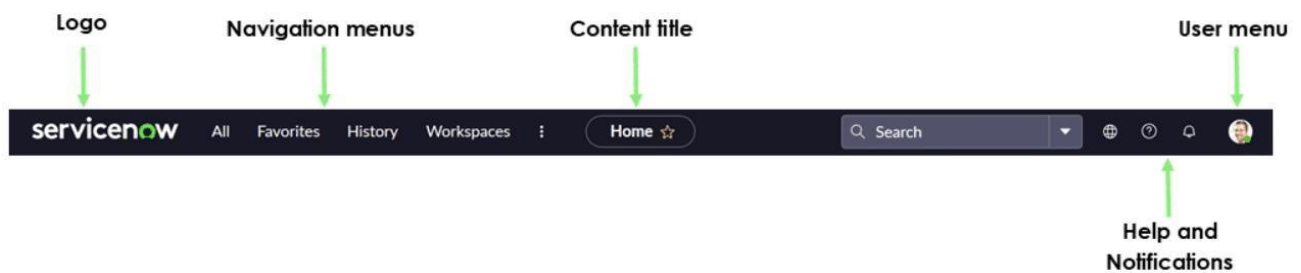 Logo
Navigation menus
Content title
User menu
servicenow All Favorites History Workspaces Home Search
Help and
Notifications